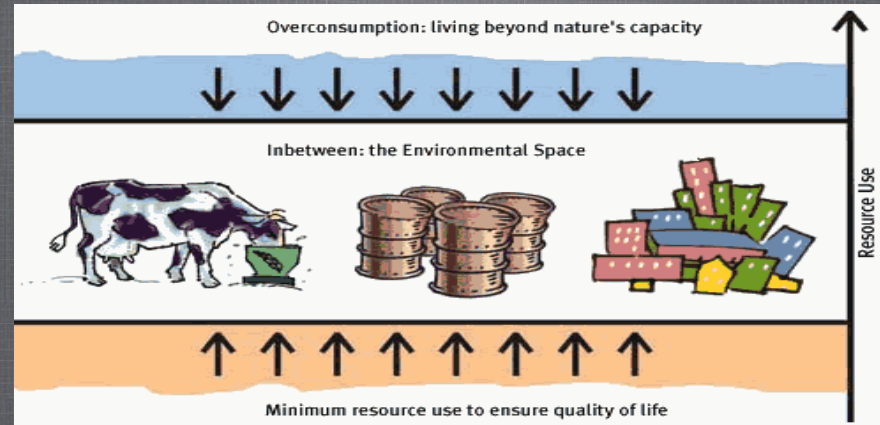 Overconsumption: living beyond nature's capacity
Inbetween: the Environmental Space
Resource Use
Minimum resource use to ensure quality of life